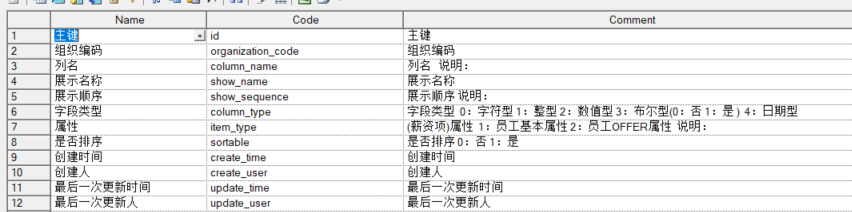 Name Code Comment
1 主键 id 主键
2 组织编码 organization_code 组织编码
3 列名 column_name 列名 说明：
4 展示名称 show_name 展示名称
5 展示顺序 show_sequence 展示顺序 说明：
6 字段类型 column_type 字段类型 0：字符型 1：整型 2：数值型 3：布尔型(0：否 1：是 ) 4：日期型
7 属性 item_type (薪资项)属性 1：员工基本属性 2：员工OFFER属性 说明：
8 是否排序 sortable 是否排序 0：否 1：是
9 创建时间 create_time 创建时间
10 创建人 create_user 创建人
11 最后一次更新时间 update_time 最后一次更新时间
12 最后一次更新人 update_user 最后一次更新人